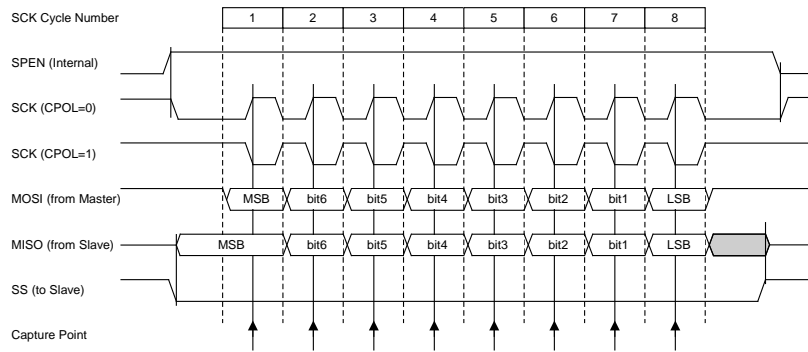 SCK Cycle Number 1 2 3 4 5 6 7 8
SPEN (Internal)
SCK (CPOL=0)
SCK (CPOL=1)
MOSI (from Master) MSB bit6 bit5 bit4 bit3 bit2 bit1 LSB
MISO (from Slave) MSB bit6 bit5 bit4 bit3 bit2 bit1 LSB
SS (to Slave)
Capture Point